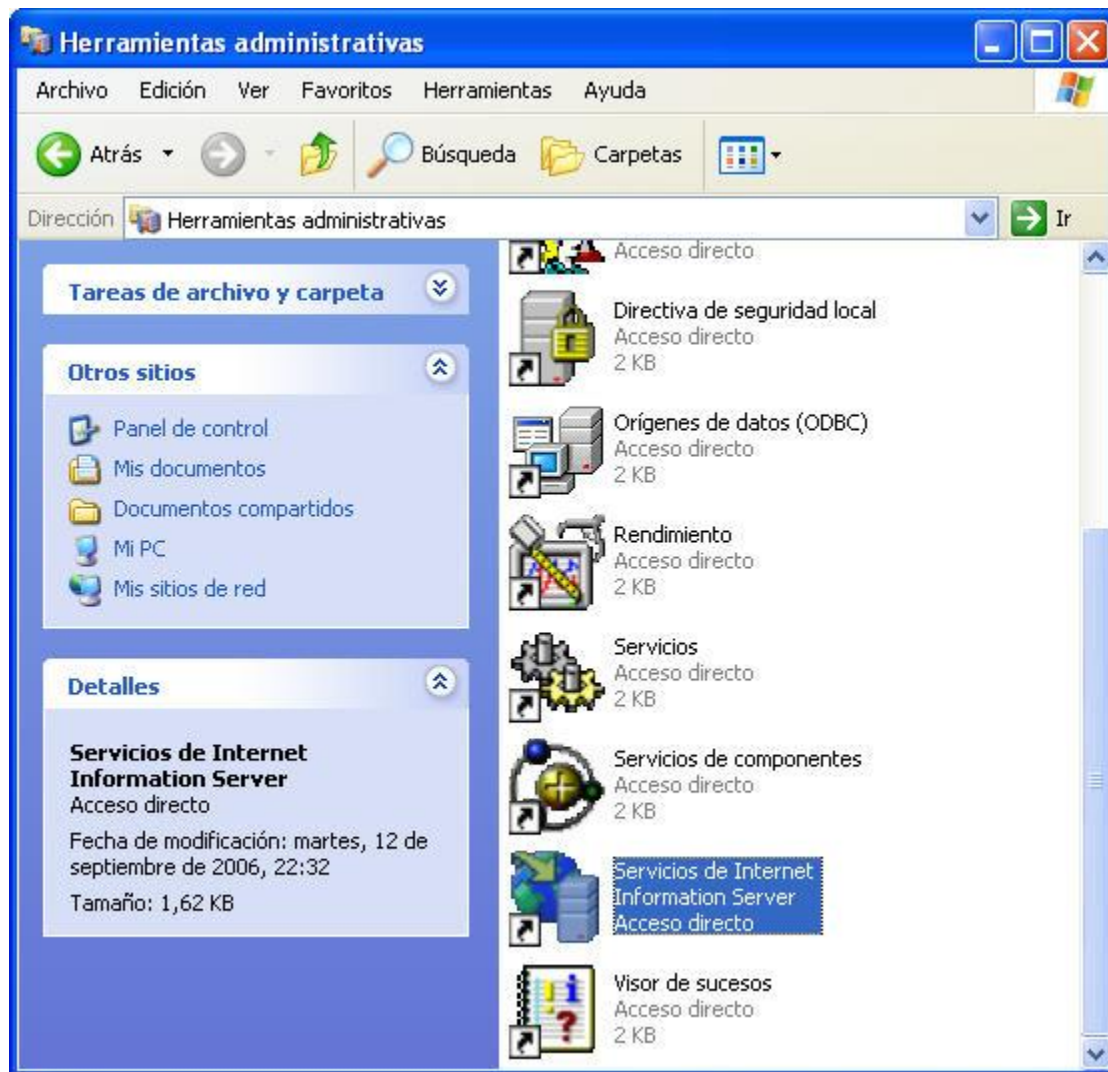 Herramientas administrativas
Archivo Edición Ver Favoritos Herramientas Ayuda
Atrás Búsqueda Carpetas
Dirección Herramientas administrativas Ir
Tareas de archivo y carpeta
Otros sitios
Panel de control
Mis documentos
Documentos compartidos
Mi PC
Mis sitios de red
Detalles
Servicios de Internet
Information Server
Acceso directo
Fecha de modificación: martes, 12 de
septiembre de 2006, 22:32
Tamaño: 1,62 KB
Acceso directo
Directiva de seguridad local
Acceso directo
2 KB
Orígenes de datos (ODBC)
Acceso directo
2 KB
Rendimiento
Acceso directo
2 KB
Servicios
Acceso directo
2 KB
Servicios de componentes
Acceso directo
2 KB
Servicios de Internet
Information Server
Acceso directo
Visor de sucesos
Acceso directo
2 KB